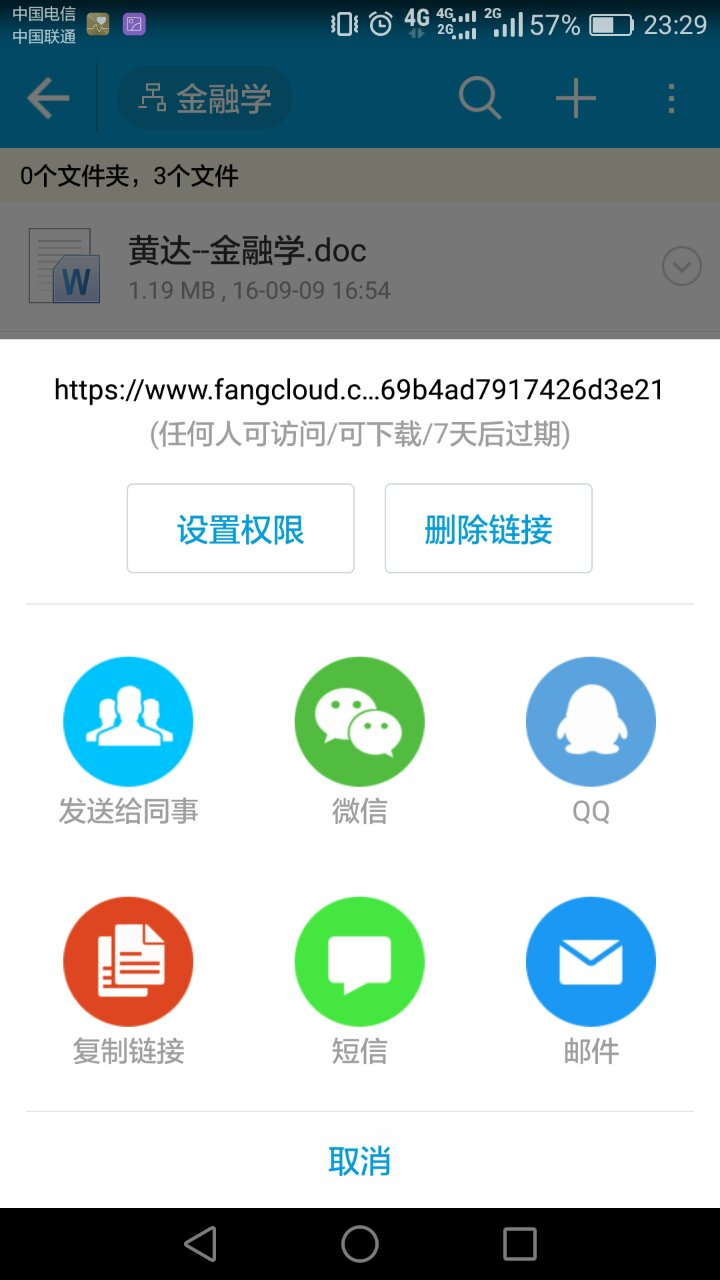 中国电信
中国联通
4G 4G 2G 2G 57% 23:29
金融学
0个文件夹，3个文件
黄达--金融学.doc
1.19 MB , 16-09-09 16:54
https://www.fangcloud.c...69b4ad7917426d3e21
(任何人可访问/可下载/7天后过期)
设置权限 删除链接
发送给同事 微信 QQ
复制链接 短信 邮件
取消